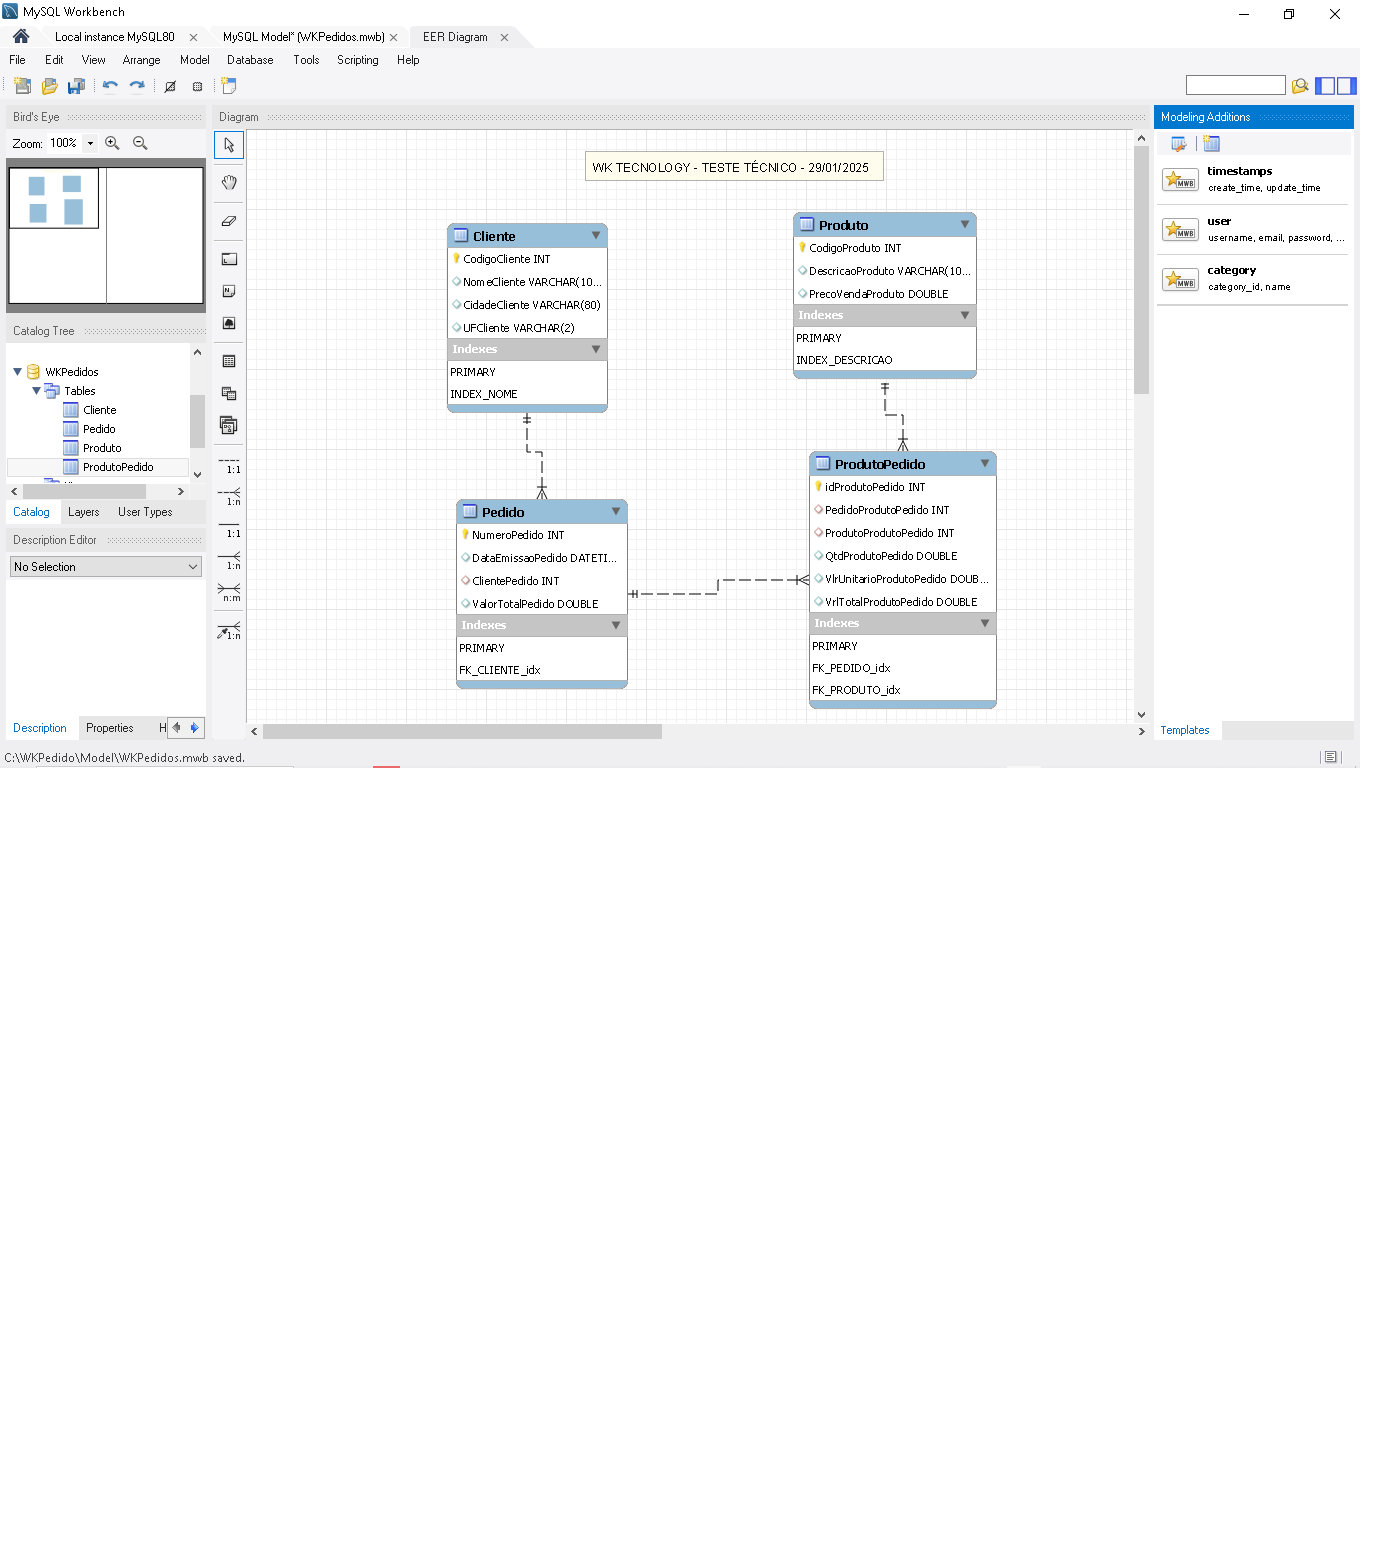 MySQL Workbench
Local instance MySQL80
MySQL Model* (WKPedidos.mwb)
EER Diagram
File Edit View Arrange Model Database Tools Scripting Help
Bird's Eye
Zoom: 100%
Catalog Tree
WKPedidos
Tables
Cliente
Pedido
Produto
ProdutoPedido
Catalog Layers User Types
Description Editor
No Selection
Description Properties H
Diagram
1:1
1:n
1:1
1:n
n:m
1:n
WK TECNOLOGY - TESTE TÉCNICO - 29/01/2025
Cliente
CodigoCliente INT
NomeCliente VARCHAR(10...
CidadeCliente VARCHAR(80)
UFCliente VARCHAR(2)
Indexes
PRIMARY
INDEX_NOME
Produto
CodigoProduto INT
DescricaoProduto VARCHAR(10...
PrecoVendaProduto DOUBLE
Indexes
PRIMARY
INDEX_DESCRICAO
Pedido
NumeroPedido INT
DataEmissaoPedido DATETI...
ClientePedido INT
ValorTotalPedido DOUBLE
Indexes
PRIMARY
FK_CLIENTE_idx
ProdutoPedido
idProdutoPedido INT
PedidoProdutoPedido INT
ProdutoProdutoPedido INT
QtdProdutoPedido DOUBLE
VlrUnitarioProdutoPedido DOUB...
VrlTotalProdutoPedido DOUBLE
Indexes
PRIMARY
FK_PEDIDO_idx
FK_PRODUTO_idx
Modeling Additions
timestamps
create_time, update_time
user
username, email, password, ...
category
category_id, name
Templates
C:\WKPedido\Model\WKPedidos.mwb saved.